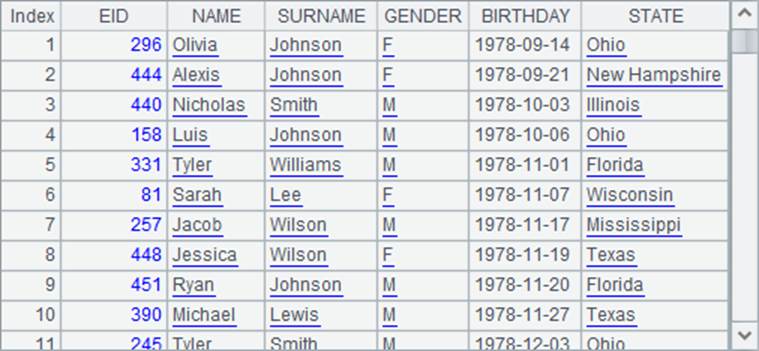 Index EID NAME SURNAME GENDER BIRTHDAY STATE
1 296 Olivia Johnson F 1978-09-14 Ohio
2 444 Alexis Johnson F 1978-09-21 New Hampshire
3 440 Nicholas Smith M 1978-10-03 Illinois
4 158 Luis Johnson M 1978-10-06 Ohio
5 331 Tyler Williams M 1978-11-01 Florida
6 81 Sarah Lee F 1978-11-07 Wisconsin
7 257 Jacob Wilson M 1978-11-17 Mississippi
8 448 Jessica Wilson F 1978-11-19 Texas
9 451 Ryan Johnson M 1978-11-20 Florida
10 390 Michael Lewis M 1978-11-27 Texas
11 245 Tyler Smith M 1978-12-03 Ohio